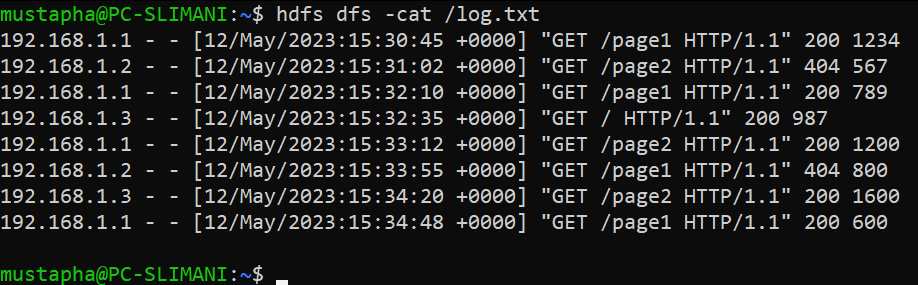 mustapha@PC-SLIMANI:~$ hdfs dfs -cat /log.txt
192.168.1.1 - - [12/May/2023:15:30:45 +0000] "GET /page1 HTTP/1.1" 200 1234
192.168.1.2 - - [12/May/2023:15:31:02 +0000] "GET /page2 HTTP/1.1" 404 567
192.168.1.1 - - [12/May/2023:15:32:10 +0000] "GET /page1 HTTP/1.1" 200 789
192.168.1.3 - - [12/May/2023:15:32:35 +0000] "GET / HTTP/1.1" 200 987
192.168.1.1 - - [12/May/2023:15:33:12 +0000] "GET /page2 HTTP/1.1" 200 1200
192.168.1.2 - - [12/May/2023:15:33:55 +0000] "GET /page1 HTTP/1.1" 404 800
192.168.1.3 - - [12/May/2023:15:34:20 +0000] "GET /page2 HTTP/1.1" 200 1600
192.168.1.1 - - [12/May/2023:15:34:48 +0000] "GET /page1 HTTP/1.1" 200 600
mustapha@PC-SLIMANI:~$